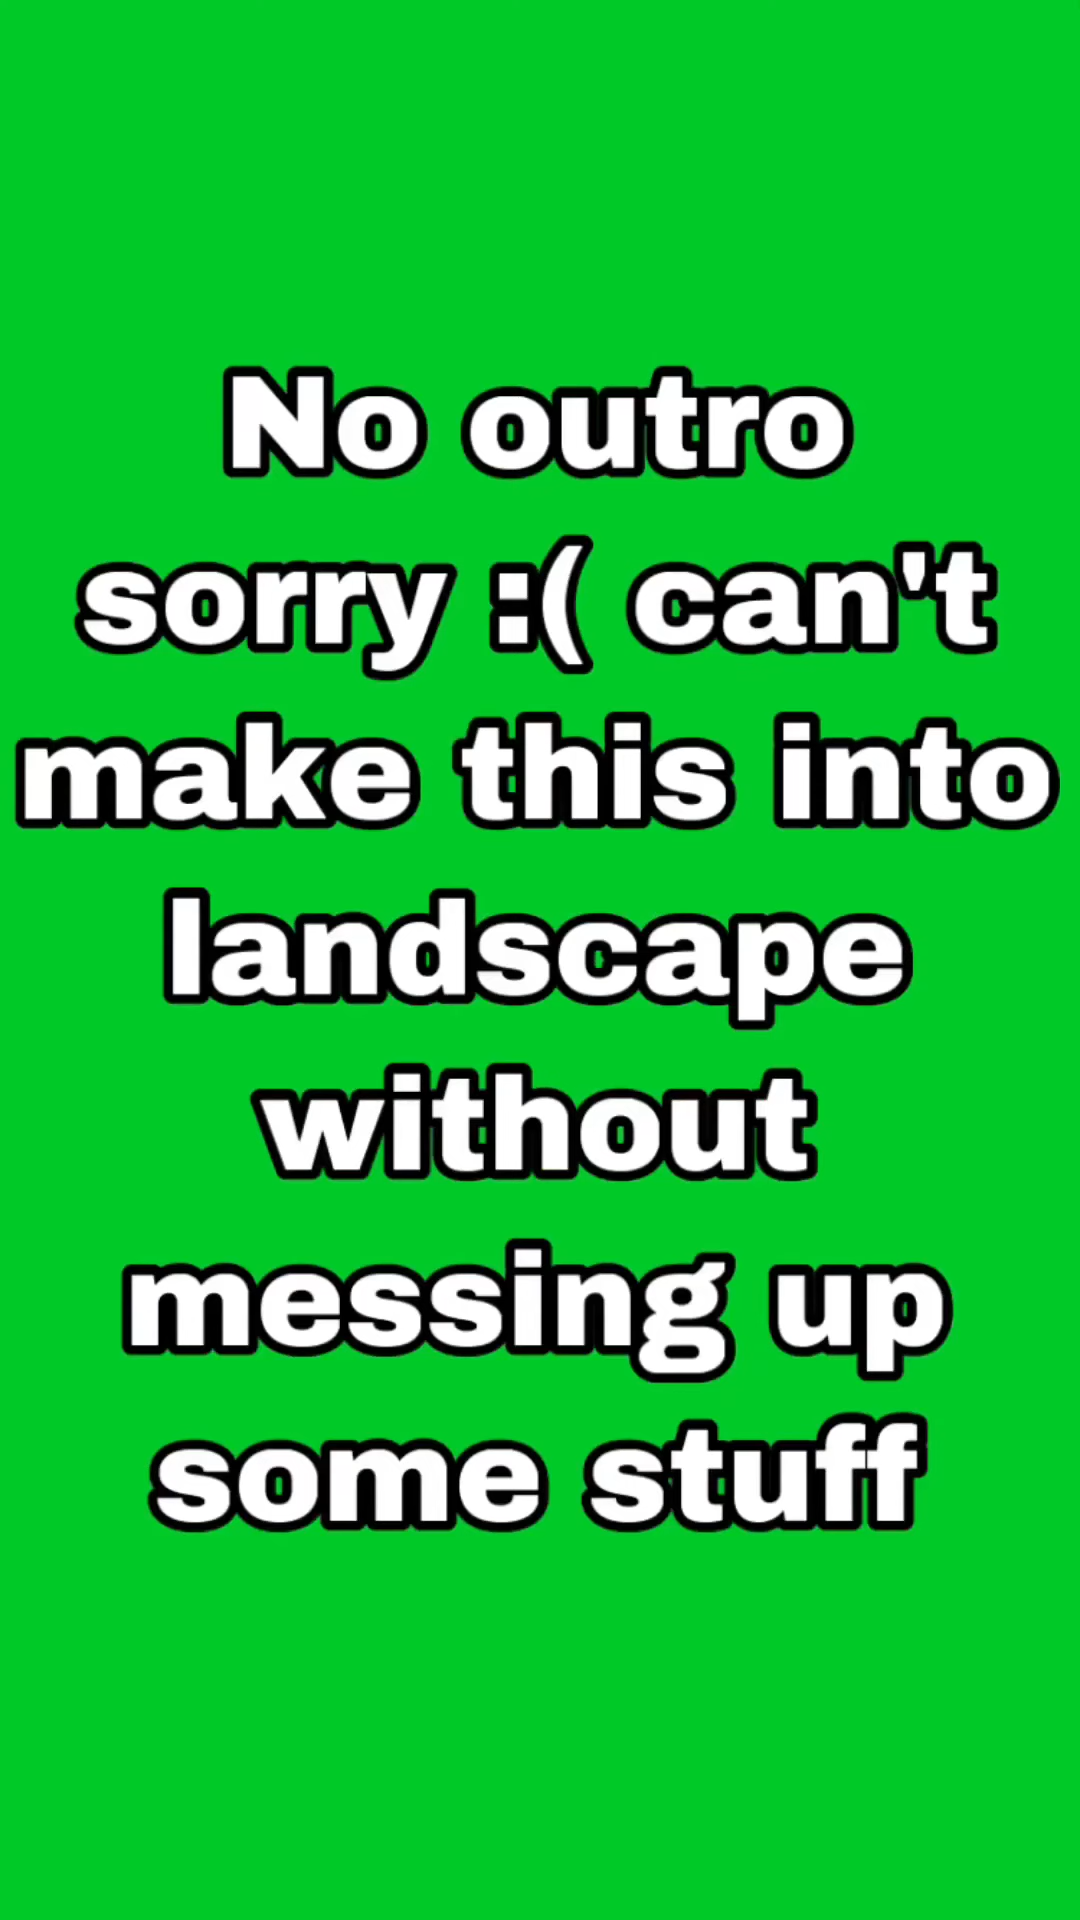 No outro
sorry :( can't
make this into
landscape
without
messing up
some stuff